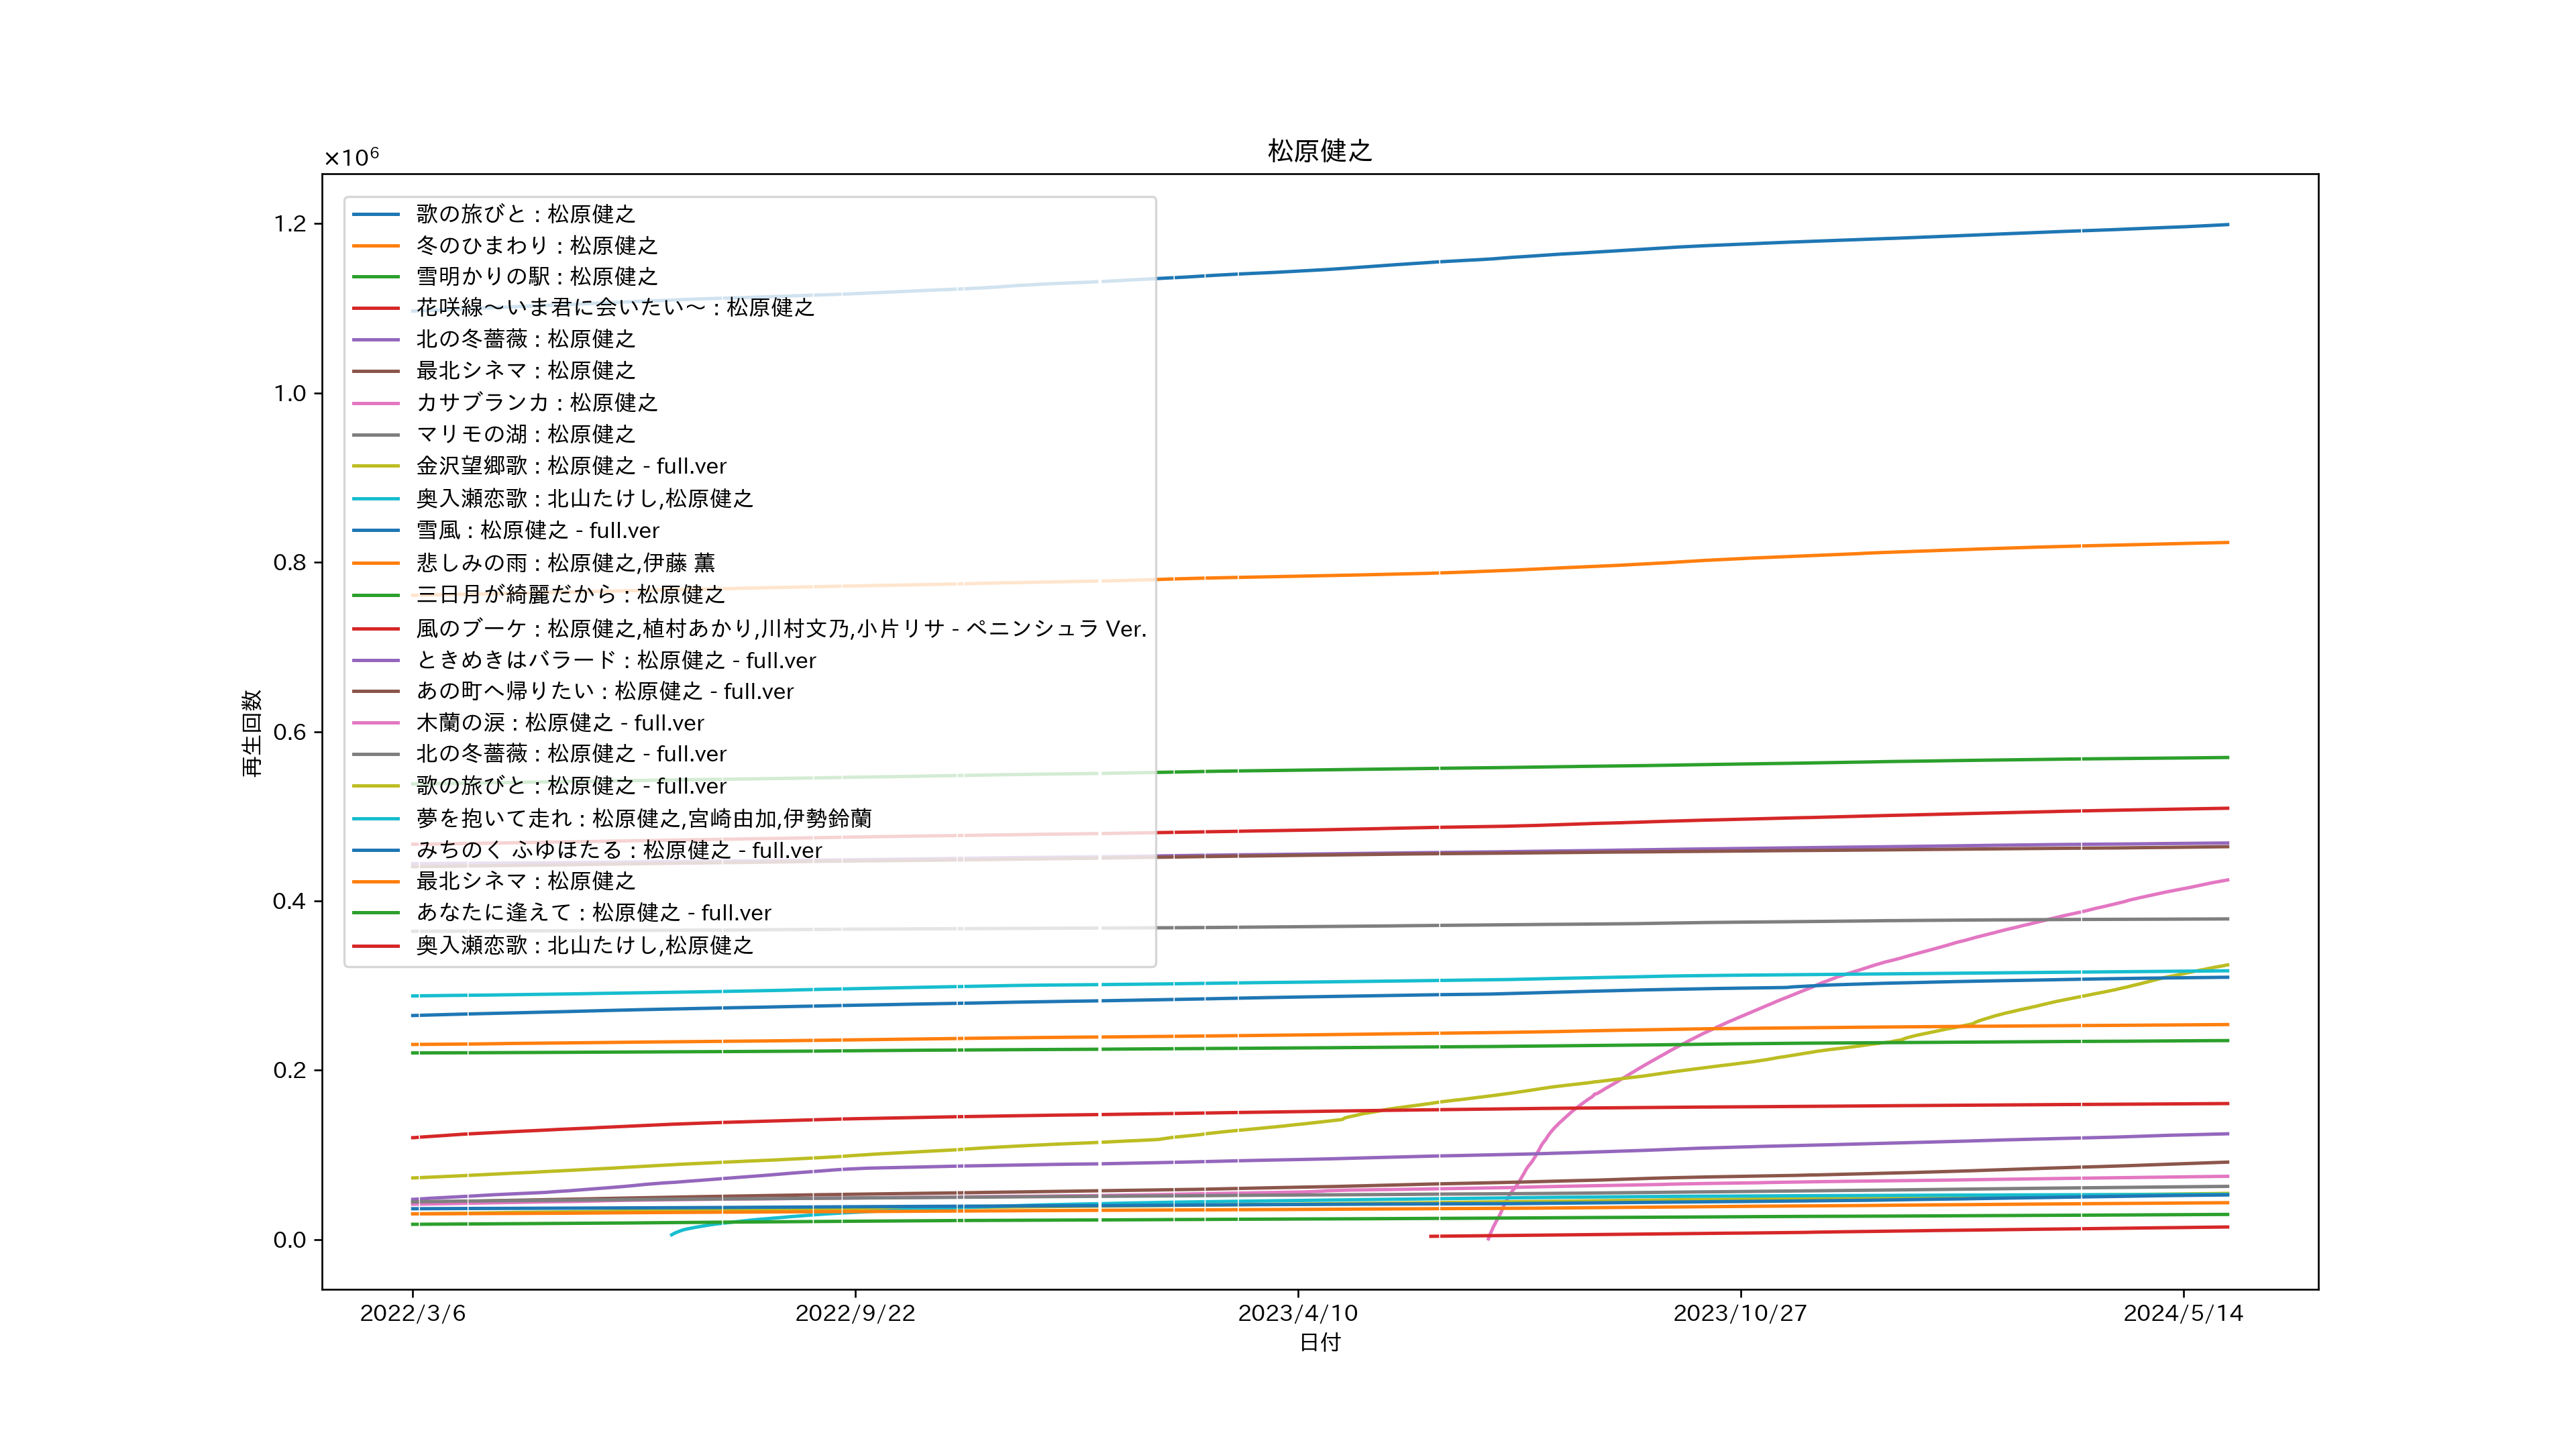 松原健之
×10⁶
1.2
1.0
0.8
0.6
0.4
0.2
0.0
再生回数
歌の旅びと : 松原健之
冬のひまわり : 松原健之
雪明かりの駅 : 松原健之
花咲線～いま君に会いたい～ : 松原健之
北の冬薔薇 : 松原健之
最北シネマ : 松原健之
カサブランカ : 松原健之
マリモの湖 : 松原健之
金沢望郷歌 : 松原健之 - full.ver
奥入瀬恋歌 : 北山たけし,松原健之
雪風 : 松原健之 - full.ver
悲しみの雨 : 松原健之,伊藤 薫
三日月が綺麗だから : 松原健之
風のブーケ : 松原健之,植村あかり,川村文乃,小片リサ - ペニンシュラ Ver.
ときめきはバラード : 松原健之 - full.ver
あの町へ帰りたい : 松原健之 - full.ver
木蘭の涙 : 松原健之 - full.ver
北の冬薔薇 : 松原健之 - full.ver
歌の旅びと : 松原健之 - full.ver
夢を抱いて走れ : 松原健之,宮崎由加,伊勢鈴蘭
みちのく ふゆほたる : 松原健之 - full.ver
最北シネマ : 松原健之
あなたに逢えて : 松原健之 - full.ver
奥入瀬恋歌 : 北山たけし,松原健之
2022/3/6
2022/9/22
2023/4/10
2023/10/27
2024/5/14
日付